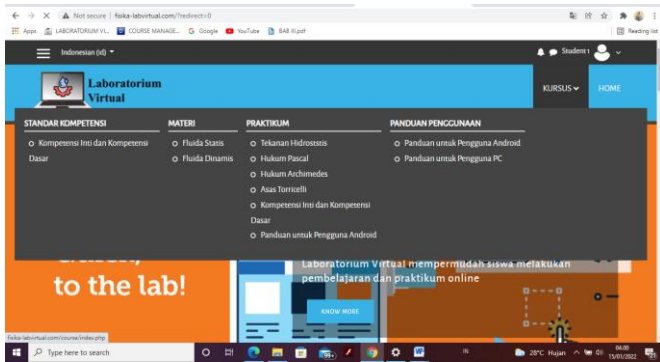 Not secure | fisika-labvirtual.com/?redirect=0
Apps
LABORATORIUM VI...
COURSE MANAGE...
Google
YouTube
BAB III.pdf
Reading list
Indonesian (id)
Student1
Laboratorium
Virtual
KURSUS
HOME
STANDAR KOMPETENSI
Kompetensi Inti dan Kompetensi
Dasar
MATERI
Fluida Statis
Fluida Dinamis
PRAKTIKUM
Tekanan Hidrostatis
Hukum Pascal
Hukum Archimedes
Asas Torricelli
Kompetensi Inti dan Kompetensi
Dasar
Panduan untuk Pengguna Android
PANDUAN PENGGUNAAN
Panduan untuk Pengguna Android
Panduan untuk Pengguna PC
to the lab!
Laboratorium Virtual mempermudah siswa melakukan
pembelajaran dan praktikum online
KNOW MORE
fisika-labvirtual.com/course/index.php
Type here to search
IN
28°C Hujan
04.00
15/01/2022